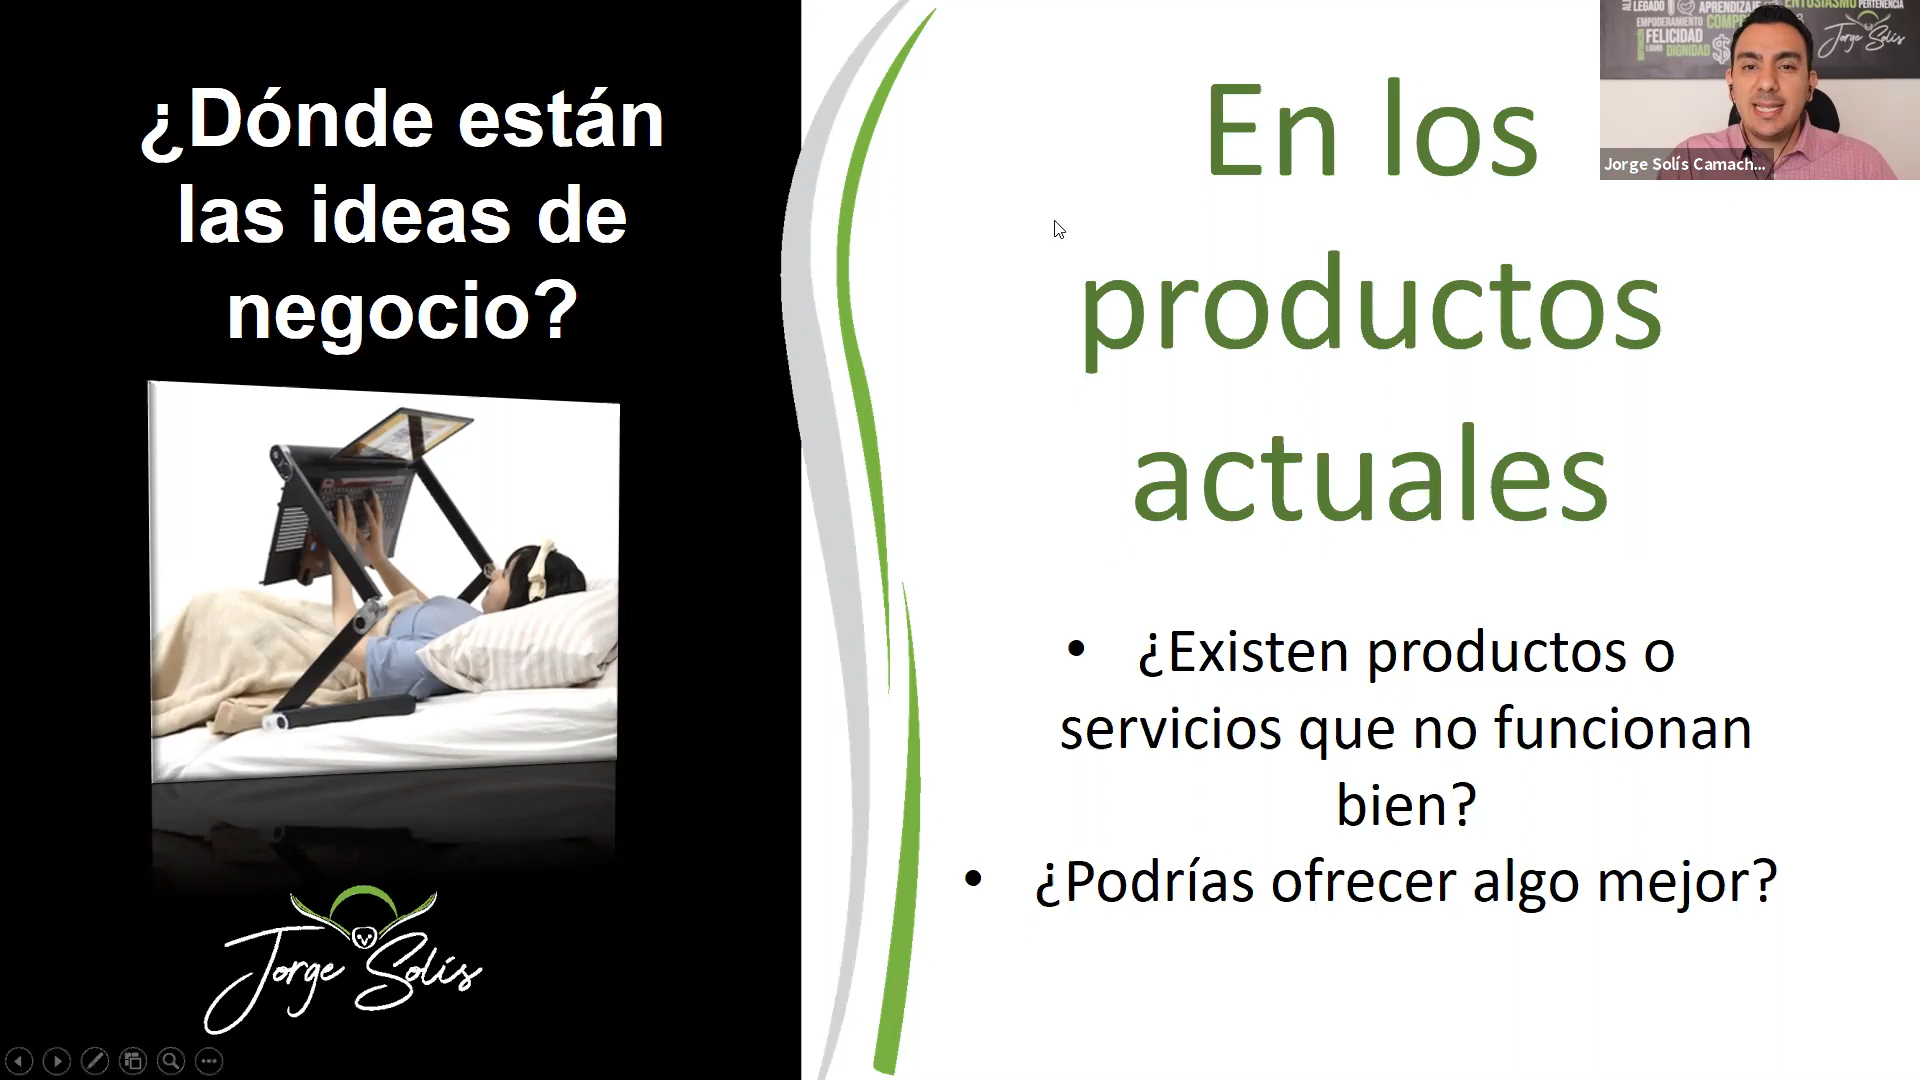 ¿Dónde están
las ideas de
negocio?
Jorge Solís
En los
productos
actuales
• ¿Existen productos o
servicios que no funcionan
bien?
• ¿Podrías ofrecer algo mejor?
LEGADO
APRENDIZAJE
ENTUSIASMO
PERTENENCIA
EMPODERAMIENTO
FELICIDAD
DIGNIDAD
Jorge Solís
Jorge Solís Camach...